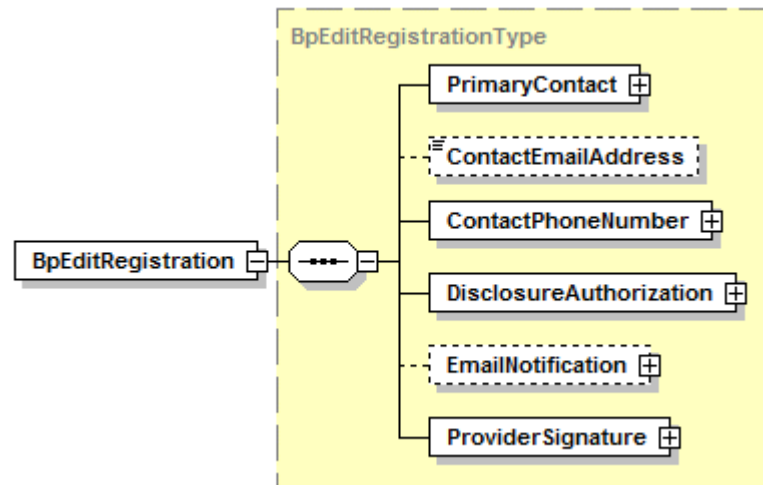 BpEditRegistrationType
PrimaryContact
ContactEmailAddress
ContactPhoneNumber
BpEditRegistration
DisclosureAuthorization
EmailNotification
ProviderSignature